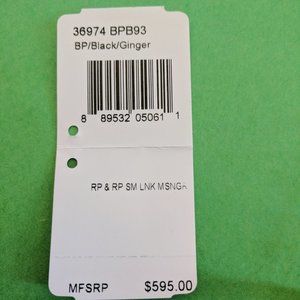 36974 BPB93
BP/Black/Ginger
8 89532 05061 1
RP & RP SM LNK MSNGR
MFSRP $595.00